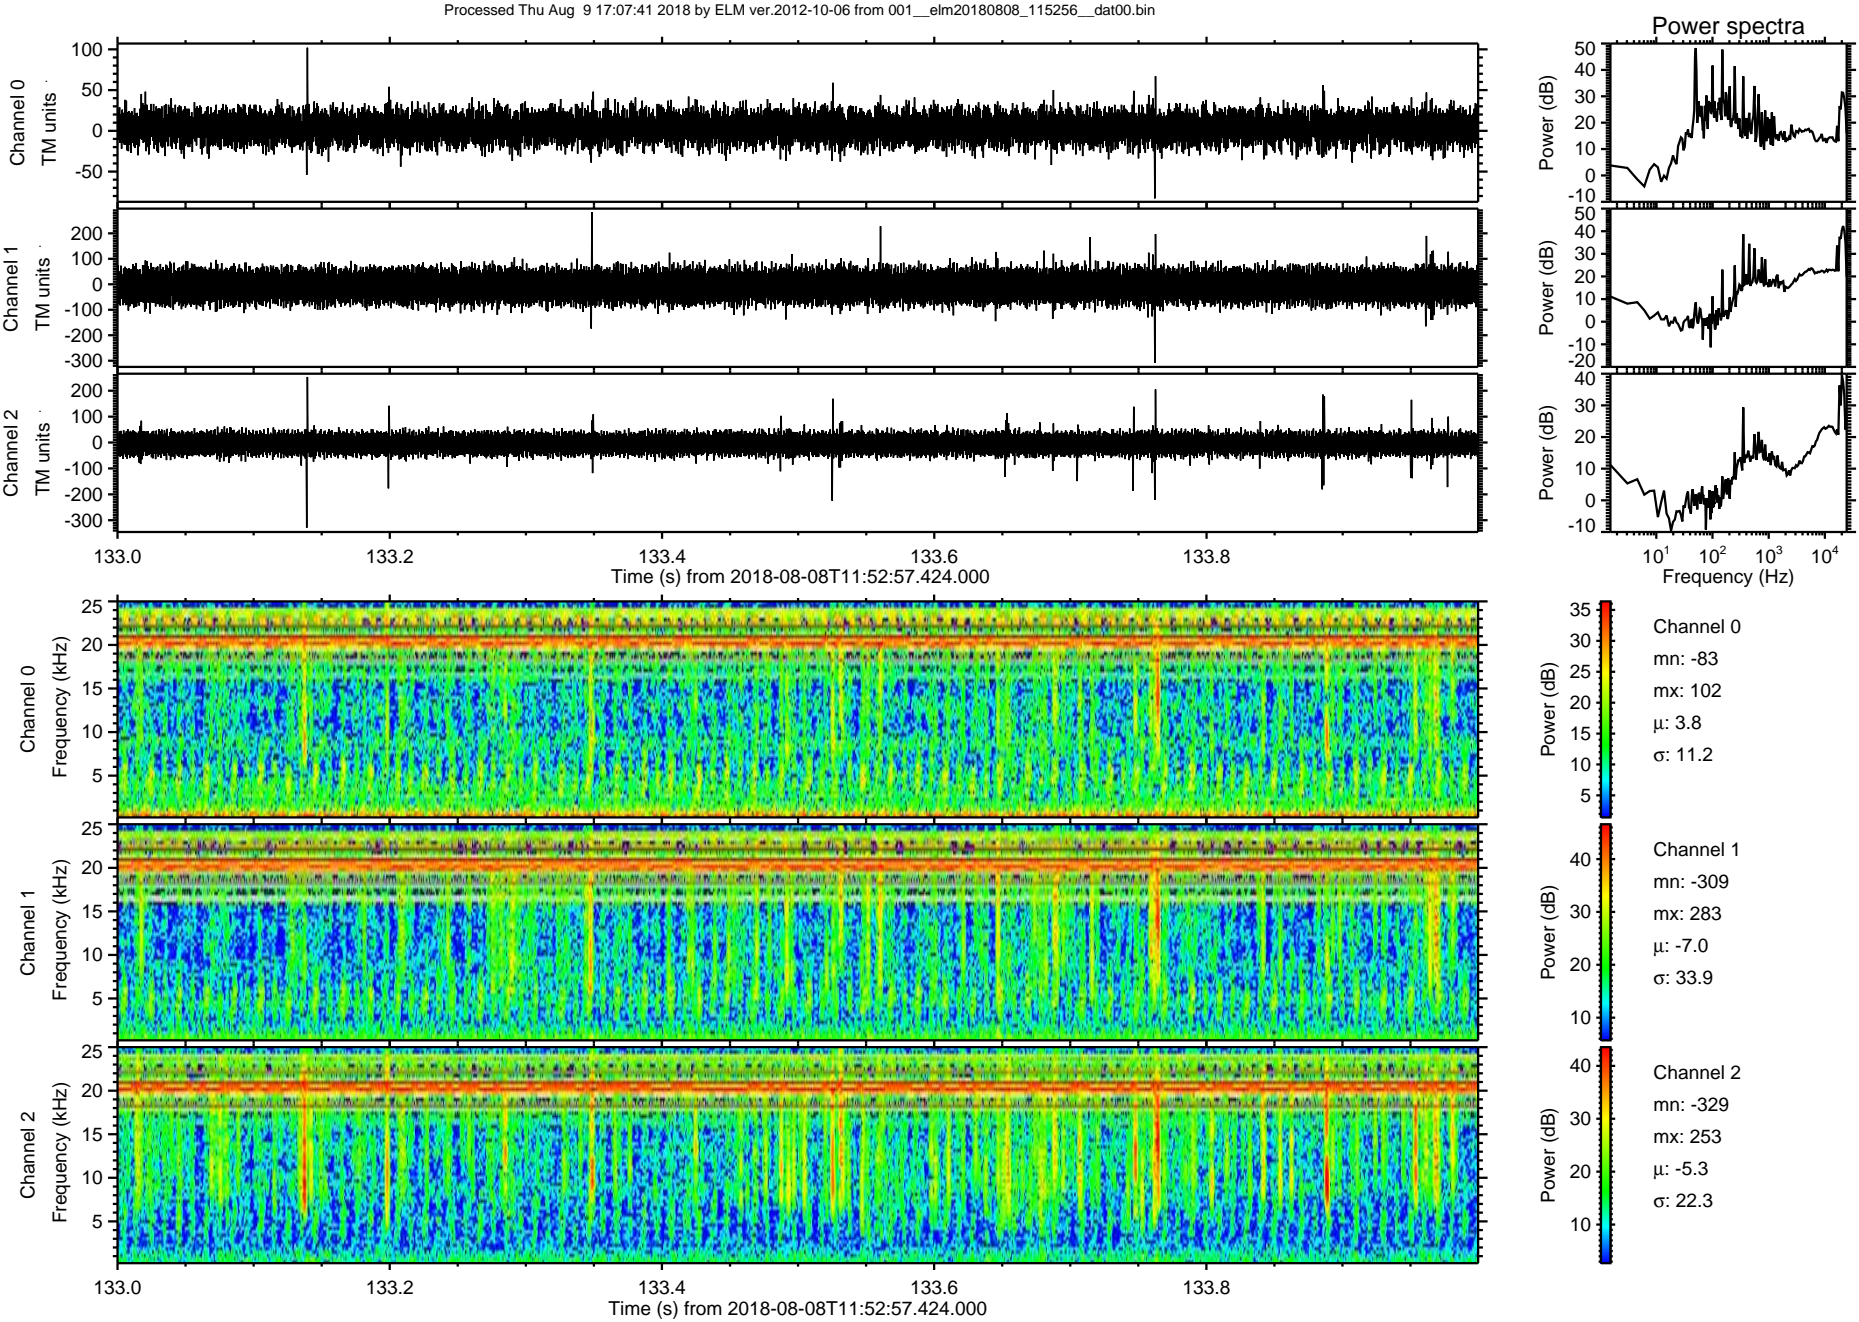 Processed Thu Aug  9 17:07:41 2018 by ELM ver.2012-10-06 from 001__elm20180808_115256__dat00.bin
Power spectra
Channel 0
TM units
100
50
0
-50
Power (dB)
50
40
30
20
10
0
-10
Channel 1
TM units
200
100
0
-100
-200
-300
Power (dB)
50
40
30
20
10
0
-10
-20
Channel 2
TM units
200
100
0
-100
-200
-300
Power (dB)
40
30
20
10
0
-10
133.0 133.2 133.4 133.6 133.8
Time (s) from 2018-08-08T11:52:57.424.000
10¹ 10² 10³ 10⁴
Frequency (Hz)
Channel 0
Frequency (kHz)
25
20
15
10
5
Power (dB)
35
30
25
20
15
10
5
Channel 0
mn: -83
mx: 102
μ: 3.8
σ: 11.2
Channel 1
Frequency (kHz)
25
20
15
10
5
Power (dB)
40
30
20
10
Channel 1
mn: -309
mx: 283
μ: -7.0
σ: 33.9
Channel 2
Frequency (kHz)
25
20
15
10
5
Power (dB)
40
30
20
10
Channel 2
mn: -329
mx: 253
μ: -5.3
σ: 22.3
133.0 133.2 133.4 133.6 133.8
Time (s) from 2018-08-08T11:52:57.424.000